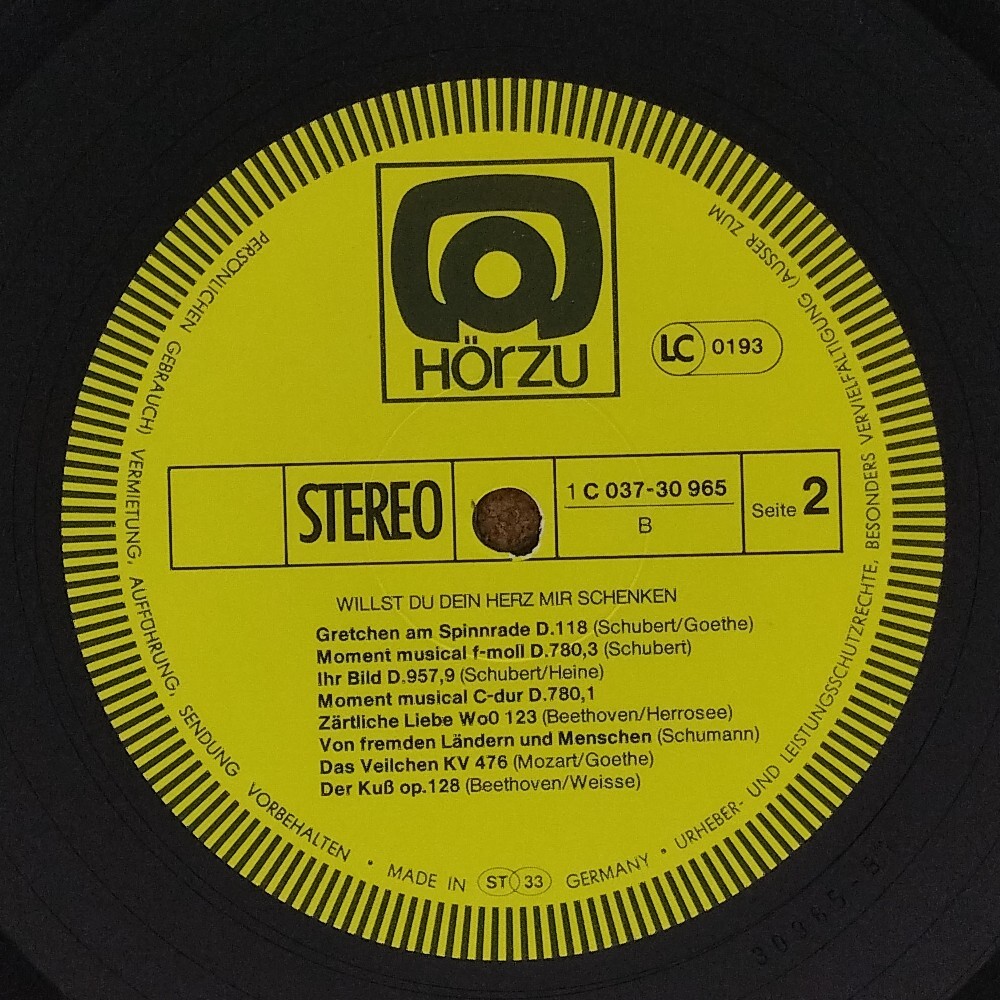 HÖRZU
LC 0193
STEREO
1 C 037-30 965
B
Seite 2
WILLST DU DEIN HERZ MIR SCHENKEN
Gretchen am Spinnrade D.118 (Schubert/Goethe)
Moment musical f-moll D.780,3 (Schubert)
Ihr Bild D.957,9 (Schubert/Heine)
Moment musical C-dur D.780,1
Zärtliche Liebe WoO 123 (Beethoven/Herrosee)
Von fremden Ländern und Menschen (Schumann)
Das Veilchen KV 476 (Mozart/Goethe)
Der Kuß op.128 (Beethoven/Weisse)
MADE IN ST 33 GERMANY • URHEBER- UND LEISTUNGSSCHUTZRECHTE, BESONDERS VERVIELFÄLTIGUNG (AUSSER ZUM PERSÖNLICHEN GEBRAUCH) VERMIETUNG, AUFFÜHRUNG, SENDUNG VORBEHALTEN •